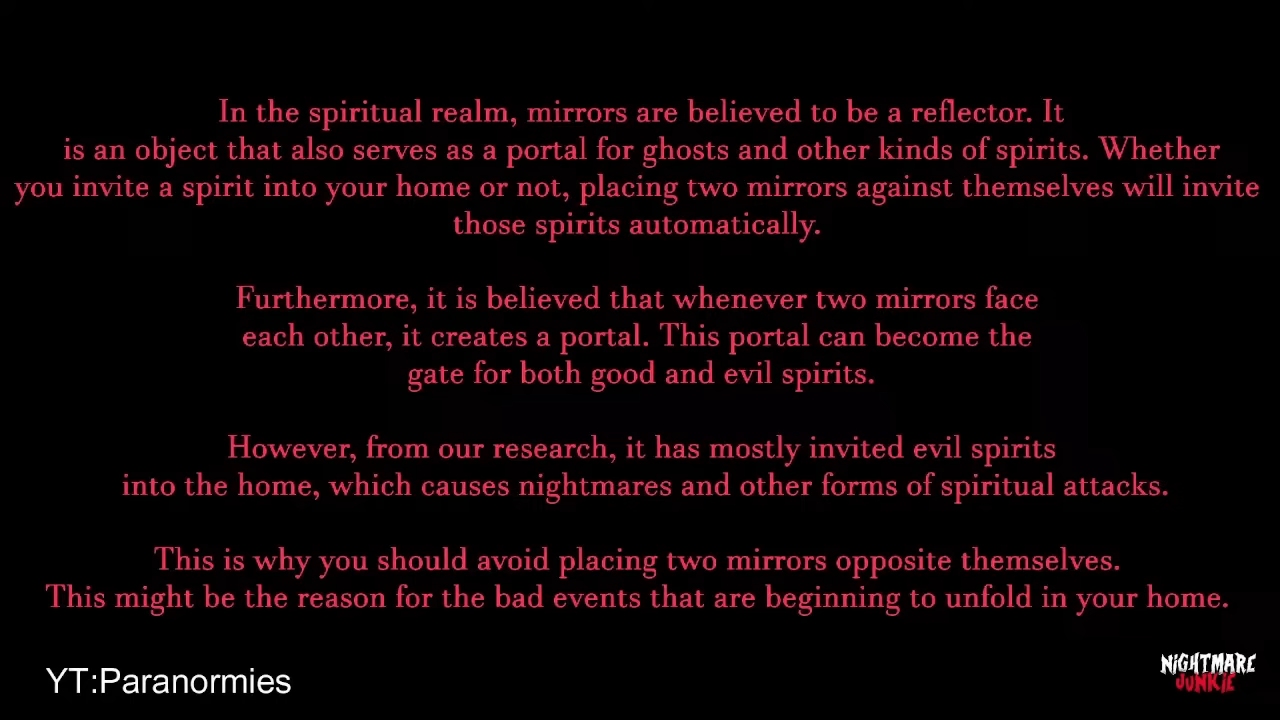 In the spiritual realm, mirrors are believed to be a reflector. It
is an object that also serves as a portal for ghosts and other kinds of spirits. Whether
you invite a spirit into your home or not, placing two mirrors against themselves will invite
those spirits automatically.
Furthermore, it is believed that whenever two mirrors face
each other, it creates a portal. This portal can become the
gate for both good and evil spirits.
However, from our research, it has mostly invited evil spirits
into the home, which causes nightmares and other forms of spiritual attacks.
This is why you should avoid placing two mirrors opposite themselves.
This might be the reason for the bad events that are beginning to unfold in your home.
YT:Paranormies
NIGHTMARE
JUNKIE